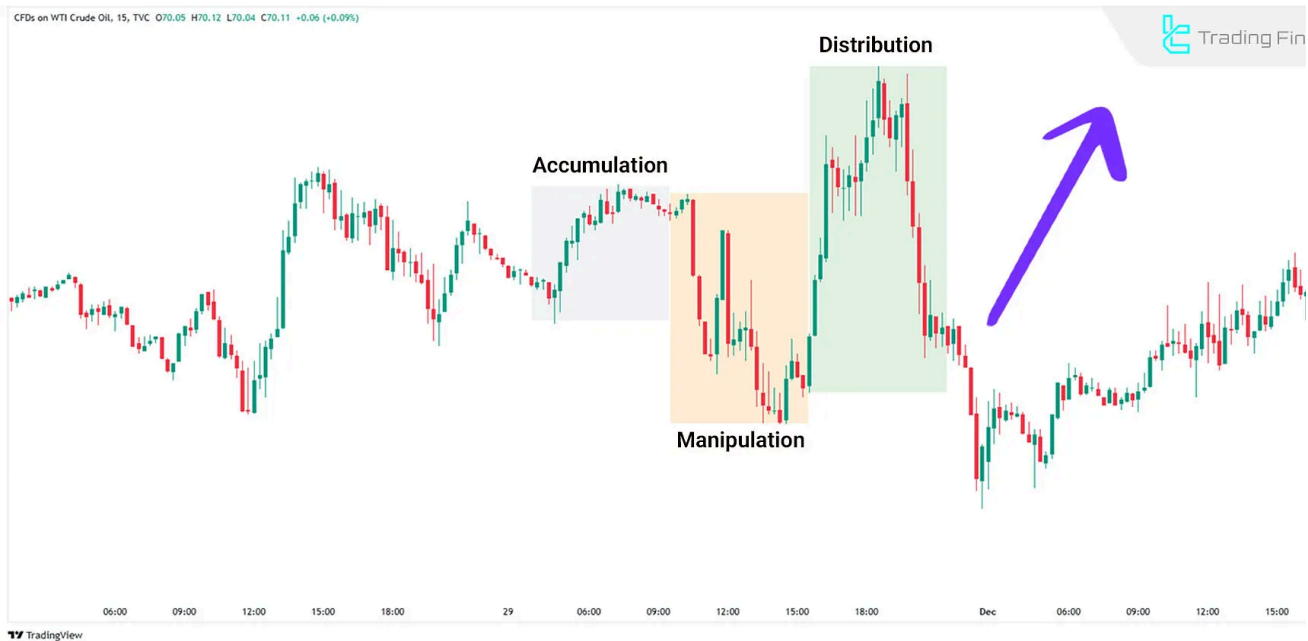 CFDs on WTI Crude Oil, 15, TVC O70.05 H70.12 L70.04 C70.11 +0.06 (+0.09%)
Trading Fin
Distribution
Accumulation
Manipulation
06:00 09:00 12:00 15:00 18:00 29 06:00 09:00 12:00 15:00 18:00 Dec 06:00 09:00 12:00 15:00
TradingView